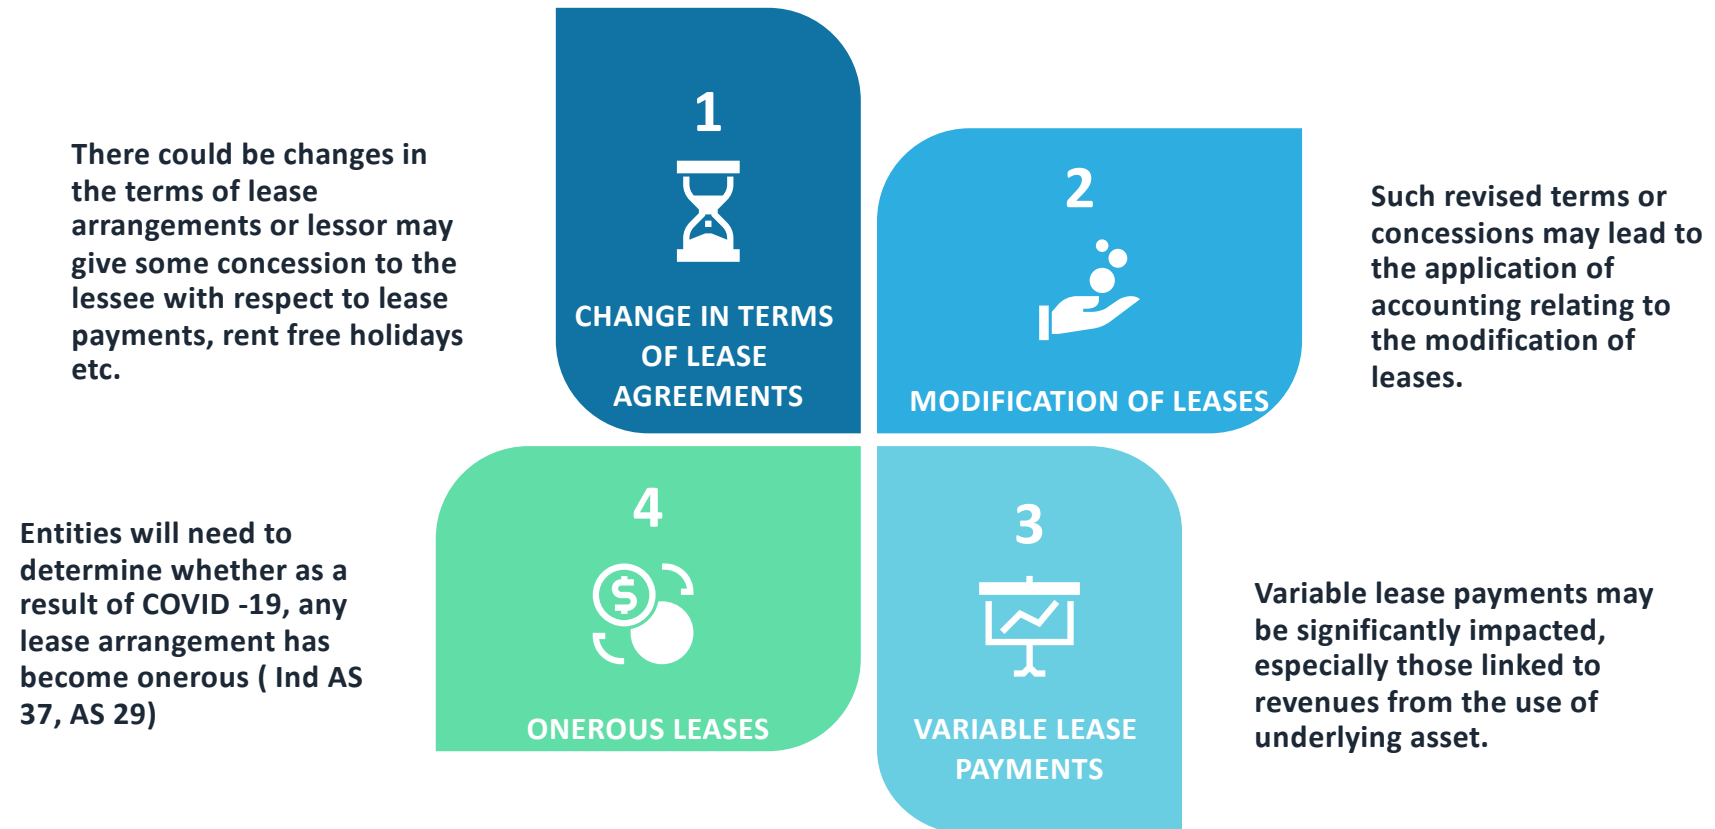 There could be changes in
the terms of lease
arrangements or lessor may
give some concession to the
lessee with respect to lease
payments, rent free holidays
etc.
1
CHANGE IN TERMS
OF LEASE
AGREEMENTS
2
MODIFICATION OF LEASES
Such revised terms or
concessions may lead to
the application of
accounting relating to
the modification of
leases.
Entities will need to
determine whether as a
result of COVID -19, any
lease arrangement has
become onerous ( Ind AS
37, AS 29)
4
$
ONEROUS LEASES
3
VARIABLE LEASE
PAYMENTS
Variable lease payments may
be significantly impacted,
especially those linked to
revenues from the use of
underlying asset.